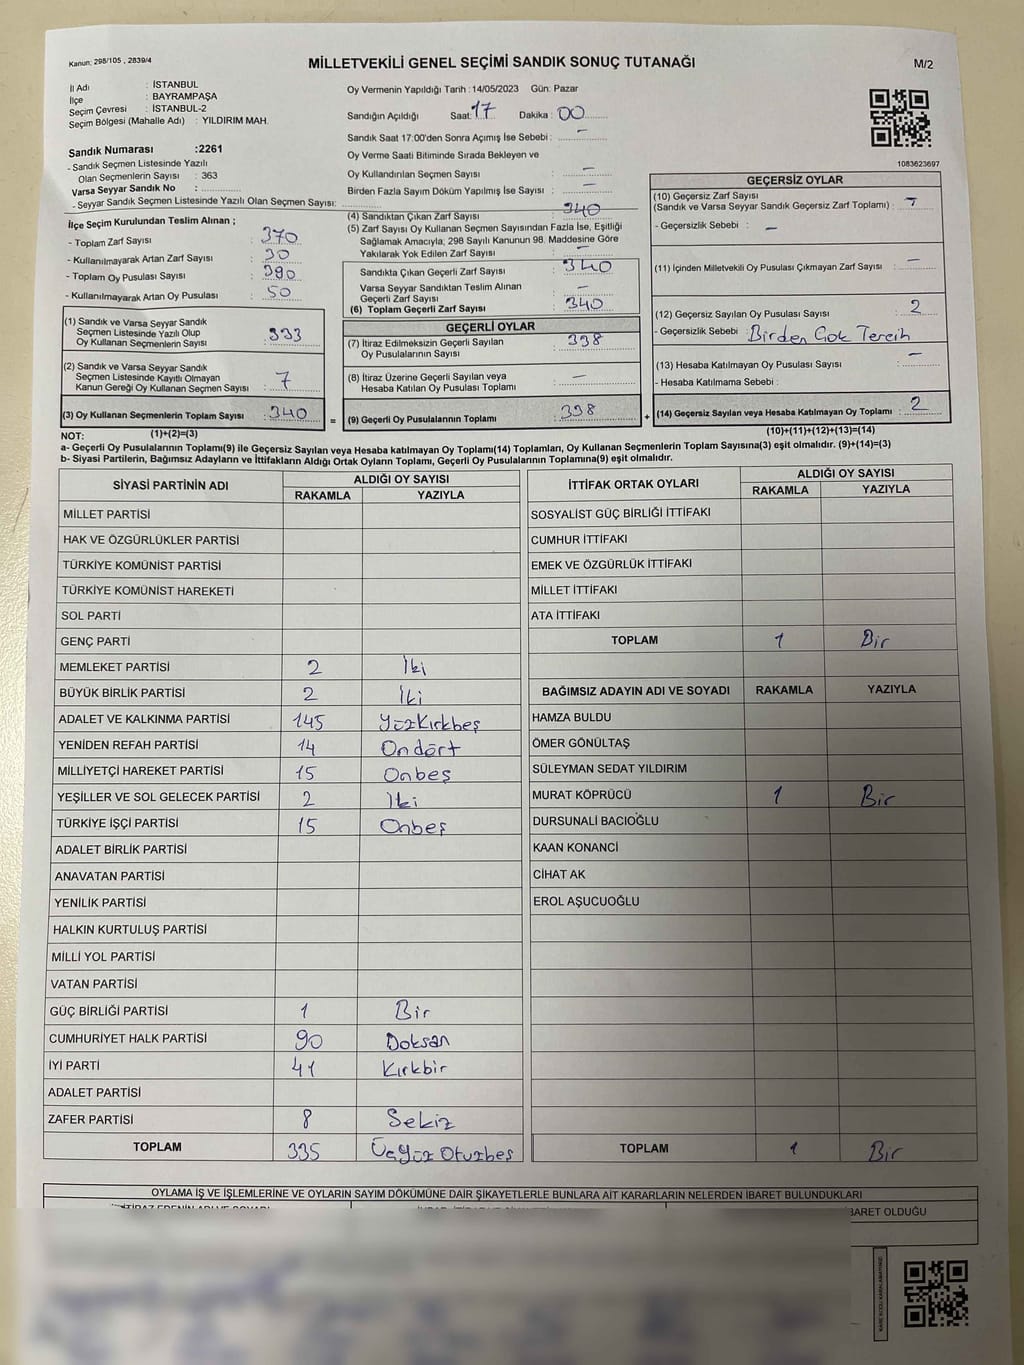 Kanun: 298/105 , 2839/4
MİLLETVEKİLİ GENEL SEÇİMİ SANDIK SONUÇ TUTANAĞI
M/2
İl Adı : İSTANBUL
İlçe : BAYRAMPAŞA
Seçim Çevresi : İSTANBUL-2
Seçim Bölgesi (Mahalle Adı) : YILDIRIM MAH.
Sandık Numarası :2261
- Sandık Seçmen Listesinde Yazılı
Olan Seçmenlerin Sayısı : 363
Varsa Seyyar Sandık No :
- Seyyar Sandık Seçmen Listesinde Yazılı Olan Seçmen Sayısı:
Oy Vermenin Yapıldığı Tarih :14/05/2023 Gün: Pazar
Sandığın Açıldığı Saat: 17 Dakika : 00
Sandık Saat 17:00'den Sonra Açımış İse Sebebi : -
Oy Verme Saati Bitiminde Sırada Bekleyen ve
Oy Kullandırılan Seçmen Sayısı : -
Birden Fazla Sayım Döküm Yapılmış İse Sayısı : -
1083623697
İlçe Seçim Kurulundan Teslim Alınan ;
- Toplam Zarf Sayısı : 370
- Kullanılmayarak Artan Zarf Sayısı : 30
- Toplam Oy Pusulası Sayısı : 390
- Kullanılmayarak Artan Oy Pusulası : 50
(1) Sandık ve Varsa Seyyar Sandık
Seçmen Listesinde Yazılı Olup
Oy Kullanan Seçmenlerin Sayısı : 333
(2) Sandık ve Varsa Seyyar Sandık
Seçmen Listesinde Kayıtlı Olmayan
Kanun Gereği Oy Kullanan Seçmen Sayısı : 7
(3) Oy Kullanan Seçmenlerin Toplam Sayısı : 340
(1)+(2)=(3)
(4) Sandıktan Çıkan Zarf Sayısı : 340
(5) Zarf Sayısı Oy Kullanan Seçmen Sayısından Fazla İse, Eşitliği
Sağlamak Amacıyla, 298 Sayılı Kanunun 98. Maddesine Göre
Yakılarak Yok Edilen Zarf Sayısı : -
Sandıkta Çıkan Geçerli Zarf Sayısı : 340
Varsa Seyyar Sandıktan Teslim Alınan
Geçerli Zarf Sayısı : -
(6) Toplam Geçerli Zarf Sayısı : 340
GEÇERLİ OYLAR
(7) İtiraz Edilmeksizin Geçerli Sayılan
Oy Pusulalarının Sayısı : 338
(8) İtiraz Üzerine Geçerli Sayılan veya
Hesaba Katılan Oy Pusulası Toplamı : -
= (9) Geçerli Oy Pusulalarının Toplamı : 338
GEÇERSİZ OYLAR
(10) Geçersiz Zarf Sayısı
(Sandık ve Varsa Seyyar Sandık Geçersiz Zarf Toplamı) : -
- Geçersizlik Sebebi : -
(11) İçinden Milletvekili Oy Pusulası Çıkmayan Zarf Sayısı : -
(12) Geçersiz Sayılan Oy Pusulası Sayısı : 2
- Geçersizlik Sebebi : Birden Çok Tercih
(13) Hesaba Katılmayan Oy Pusulası Sayısı : -
- Hesaba Katılmama Sebebi :
+ (14) Geçersiz Sayılan veya Hesaba Katılmayan Oy Toplamı : 2
(10)+(11)+(12)+(13)=(14)
NOT:
a- Geçerli Oy Pusulalarının Toplamı(9) ile Geçersiz Sayılan veya Hesaba katılmayan Oy Toplamı(14) Toplamları, Oy Kullanan Seçmenlerin Toplam Sayısına(3) eşit olmalıdır. (9)+(14)=(3)
b- Siyasi Partilerin, Bağımsız Adayların ve İttifakların Aldığı Ortak Oyların Toplamı, Geçerli Oy Pusulalarının Toplamına(9) eşit olmalıdır.
SİYASİ PARTİNİN ADI ALDIĞI OY SAYISI
RAKAMLA YAZIYLA
MİLLET PARTİSİ
HAK VE ÖZGÜRLÜKLER PARTİSİ
TÜRKİYE KOMÜNİST PARTİSİ
TÜRKİYE KOMÜNİST HAREKETİ
SOL PARTİ
GENÇ PARTİ
MEMLEKET PARTİSİ 2 İki
BÜYÜK BİRLİK PARTİSİ 2 İki
ADALET VE KALKINMA PARTİSİ 145 YüzKırkbeş
YENİDEN REFAH PARTİSİ 14 Ondört
MİLLİYETÇİ HAREKET PARTİSİ 15 Onbeş
YEŞİLLER VE SOL GELECEK PARTİSİ 2 İki
TÜRKİYE İŞÇİ PARTİSİ 15 Onbeş
ADALET BİRLİK PARTİSİ
ANAVATAN PARTİSİ
YENİLİK PARTİSİ
HALKIN KURTULUŞ PARTİSİ
MİLLİ YOL PARTİSİ
VATAN PARTİSİ
GÜÇ BİRLİĞİ PARTİSİ 1 Bir
CUMHURİYET HALK PARTİSİ 90 Doksan
İYİ PARTİ 41 Kırkbir
ADALET PARTİSİ
ZAFER PARTİSİ 8 Sekiz
TOPLAM 335 Üçyüz Otuzbeş
İTTİFAK ORTAK OYLARI ALDIĞI OY SAYISI
RAKAMLA YAZIYLA
SOSYALİST GÜÇ BİRLİĞİ İTTİFAKI
CUMHUR İTTİFAKI
EMEK VE ÖZGÜRLÜK İTTİFAKI
MİLLET İTTİFAKI
ATA İTTİFAKI
TOPLAM 1 Bir
BAĞIMSIZ ADAYIN ADI VE SOYADI RAKAMLA YAZIYLA
HAMZA BULDU
ÖMER GÖNÜLTAŞ
SÜLEYMAN SEDAT YILDIRIM
MURAT KÖPRÜCÜ 1 Bir
DURSUNALİ BACIOĞLU
KAAN KONANCİ
CİHAT AK
EROL AŞUCUOĞLU
TOPLAM 1 Bir
OYLAMA İŞ VE İŞLEMLERİNE VE OYLARIN SAYIM DÖKÜMÜNE DAİR ŞİKAYETLERLE BUNLARA AİT KARARLARIN NELERDEN İBARET BULUNDUKLARI
BARET OLDUĞU
KARE KODU KARALAMAYINIZ!